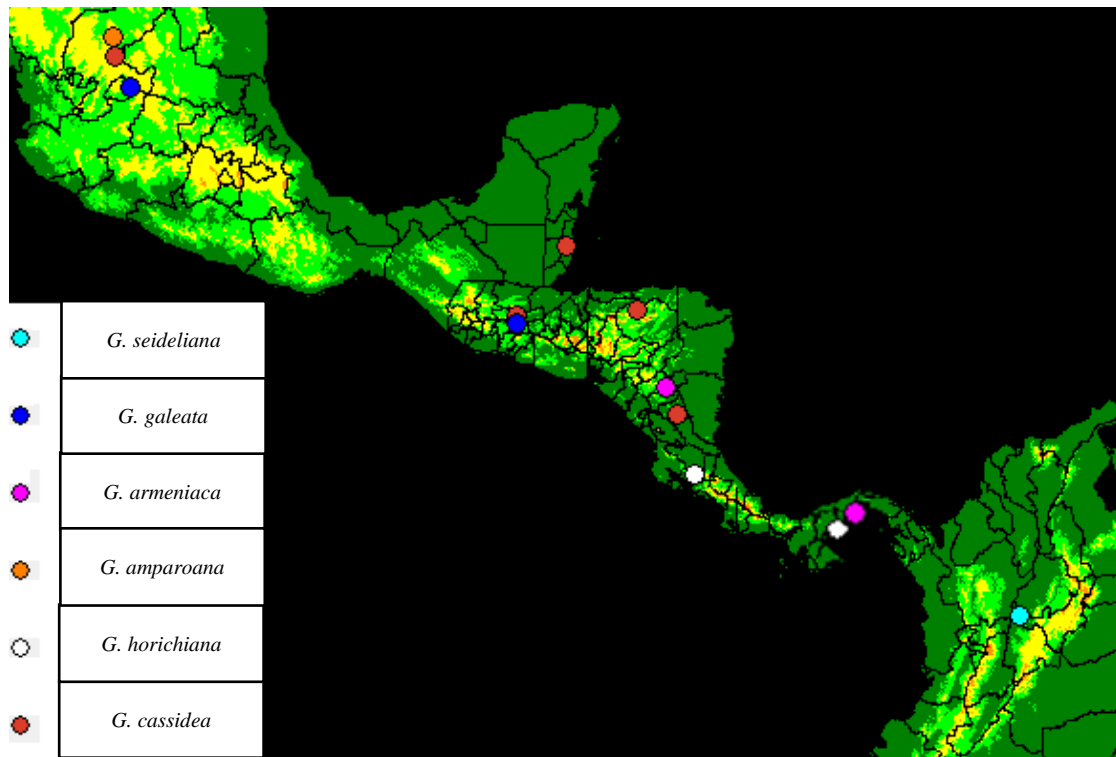 G. seideliana
G. galeata
G. armeniaca
G. amparoana
G. horichiana
G. cassidea